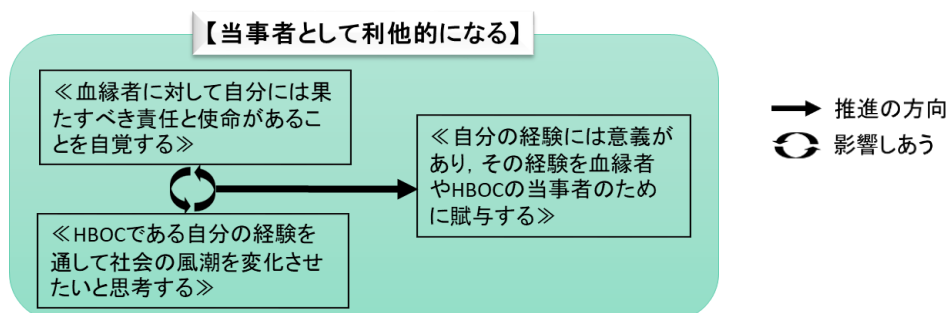 【当事者として利他的になる】
≪血縁者に対して自分には果
たすべき責任と使命があるこ
とを自覚する≫
≪自分の経験には意義が
あり，その経験を血縁者
やHBOCの当事者のため
に賦与する≫
≪HBOCである自分の経験を
通して社会の風潮を変化させ
たいと思考する≫
推進の方向
影響しあう